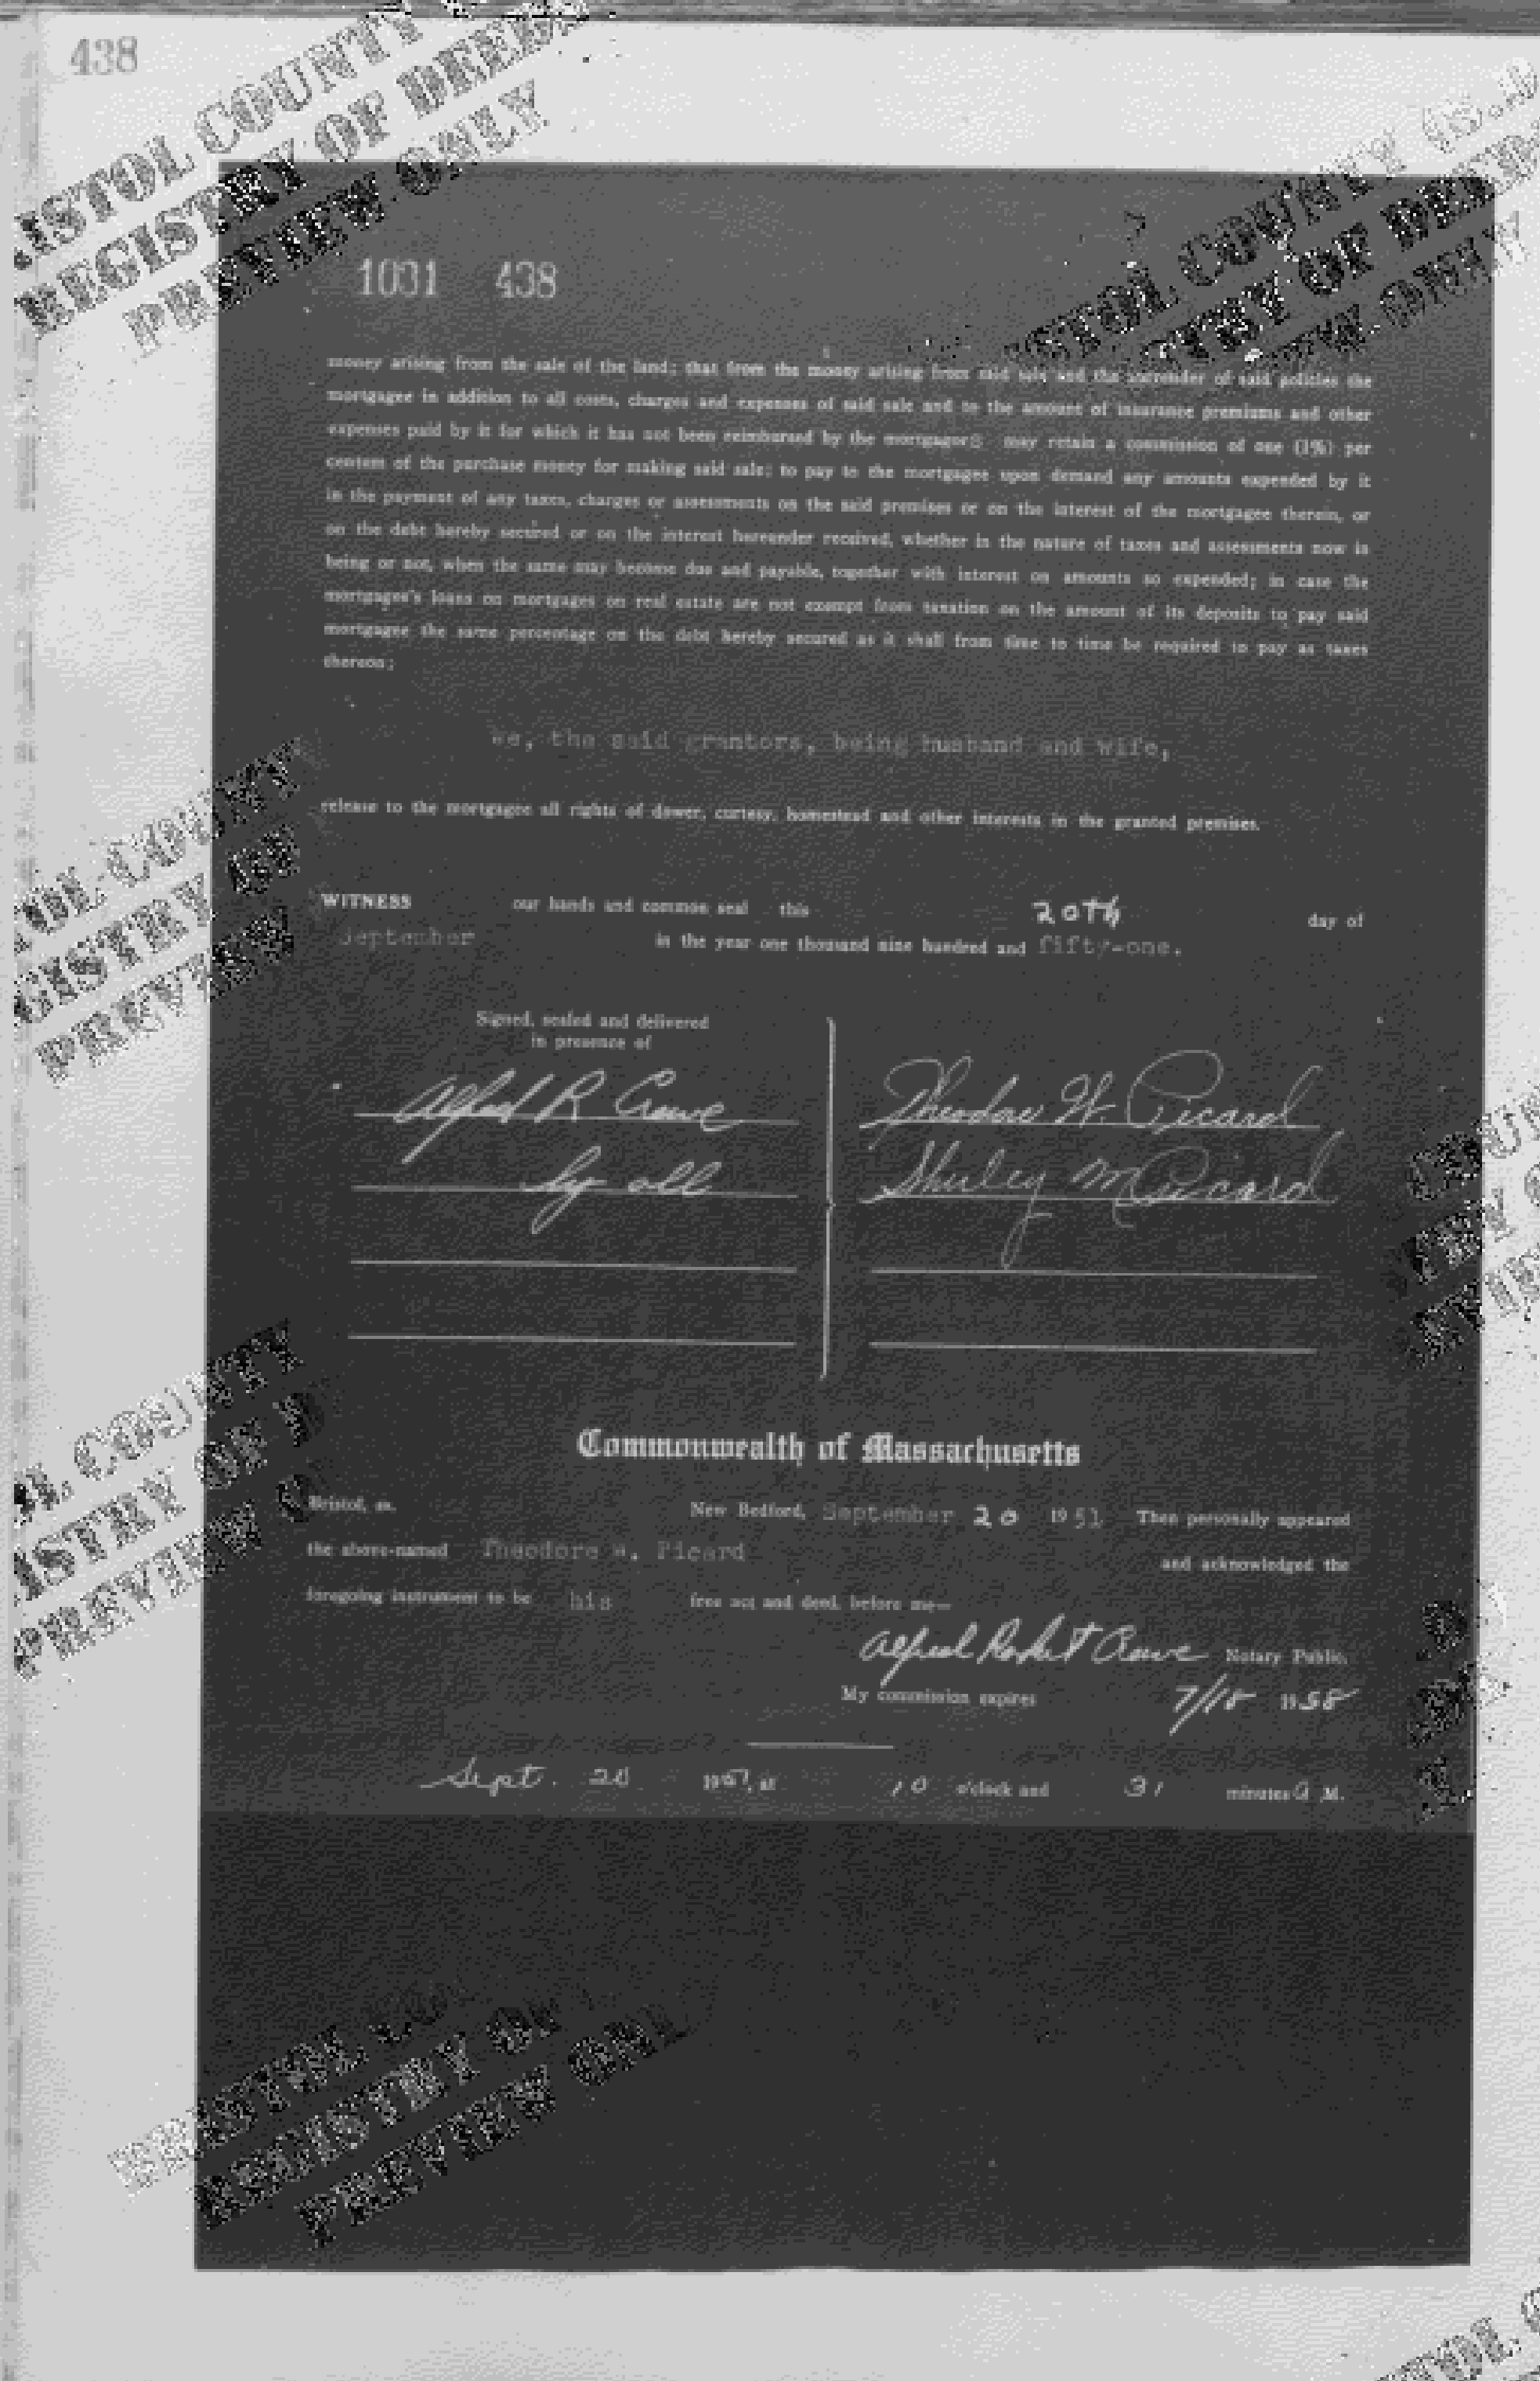 438
BRISTOL COUNTY
REGISTRY OF DEEDS
PREVIEW ONLY
1031 438
money arising from the sale of the land; that from the money arising from said sale and the surrender of said policies the
mortgagee in addition to all costs, charges and expenses of said sale and to the amount of insurance premiums and other
expenses paid by it for which it has not been reimbursed by the mortgagors may retain a commission of one (1%) per
centum of the purchase money for making said sale; to pay to the mortgagee upon demand any amounts expended by it
in the payment of any taxes, charges or assessments on the said premises or on the interest of the mortgagee therein, or
on the debt hereby secured or on the interest hereunder received, whether in the nature of taxes and assessments now in
being or not, when the same may become due and payable, together with interest on amounts so expended; in case the
mortgagee's loans on mortgages on real estate are not exempt from taxation on the amount of its deposits to pay said
mortgagee the same percentage on the debt hereby secured as it shall from time to time be required to pay as taxes
thereon;
We, the said grantors, being husband and wife,
release to the mortgagee all rights of dower, curtesy, homestead and other interests in the granted premises.
WITNESS our hands and common seal this 20th day of
September in the year one thousand nine hundred and fifty-one.
Signed, sealed and delivered
in presence of
Alfred R Crowe Theodore W. Picard
by all Shirley M Picard
Commonwealth of Massachusetts
Bristol, ss. New Bedford, September 20 1951 Then personally appeared
the above-named Theodore W. Picard and acknowledged the
foregoing instrument to be his free act and deed, before me—
Alfred Robert Crowe Notary Public.
My commission expires 7/18 1958
Sept. 20 1951, at 10 o'clock and 31 minutes A.M.
BRISTOL COUNTY
REGISTRY OF
PREVIEW ONLY